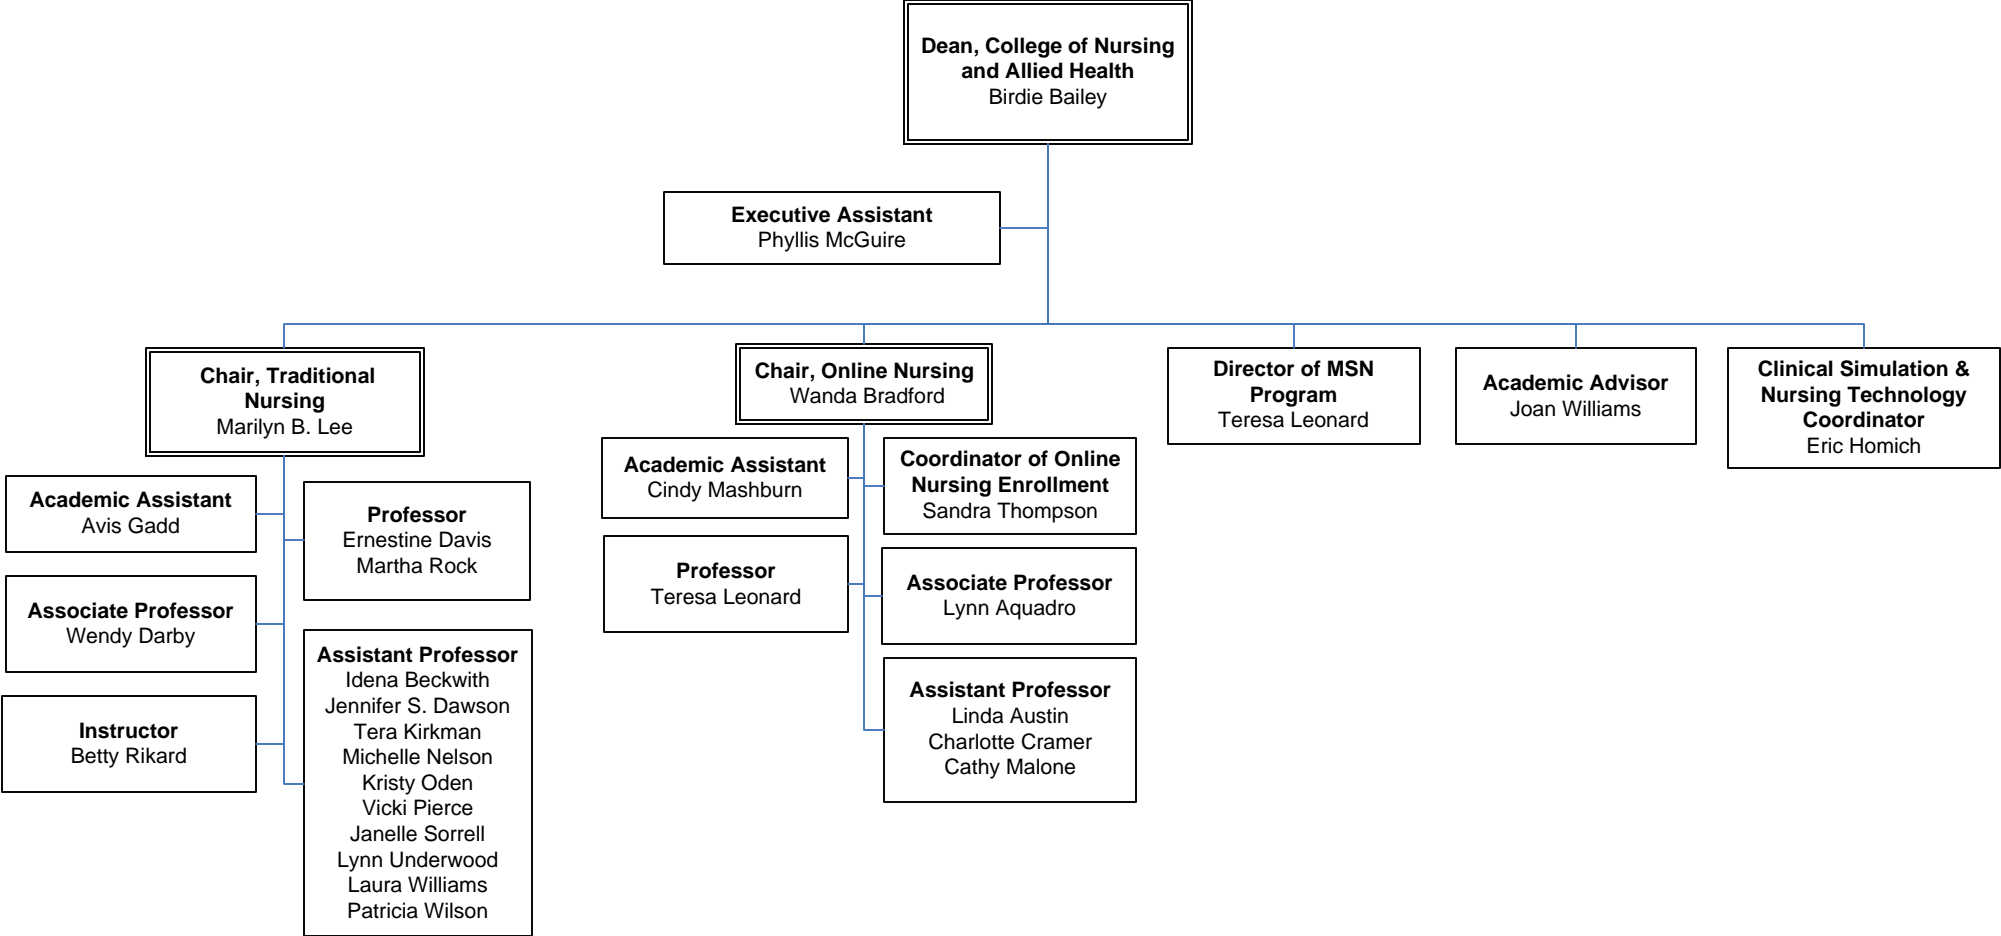 Dean, College of Nursing
and Allied Health
Birdie Bailey
Executive Assistant
Phyllis McGuire
Chair, Traditional
Nursing
Marilyn B. Lee
Chair, Online Nursing
Wanda Bradford
Director of MSN
Program
Teresa Leonard
Academic Advisor
Joan Williams
Clinical Simulation &
Nursing Technology
Coordinator
Eric Homich
Academic Assistant
Avis Gadd
Professor
Ernestine Davis
Martha Rock
Associate Professor
Wendy Darby
Assistant Professor
Idena Beckwith
Jennifer S. Dawson
Tera Kirkman
Michelle Nelson
Kristy Oden
Vicki Pierce
Janelle Sorrell
Lynn Underwood
Laura Williams
Patricia Wilson
Instructor
Betty Rikard
Academic Assistant
Cindy Mashburn
Coordinator of Online
Nursing Enrollment
Sandra Thompson
Professor
Teresa Leonard
Associate Professor
Lynn Aquadro
Assistant Professor
Linda Austin
Charlotte Cramer
Cathy Malone